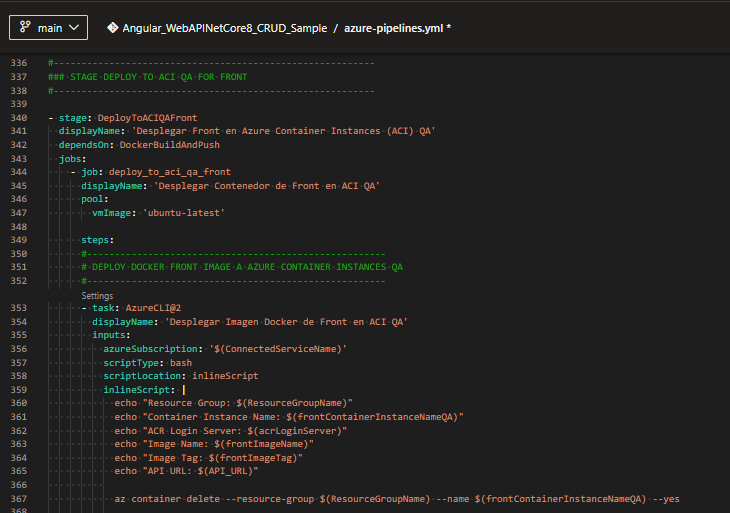 main
Angular_WebAPINetCore8_CRUD_Sample / azure-pipelines.yml *
336 #----------------------------------------------------------
337 ### STAGE DEPLOY TO ACI QA FOR FRONT
338 #----------------------------------------------------------
339
340 - stage: DeployToACIQAFront
341 displayName: 'Desplegar Front en Azure Container Instances (ACI) QA'
342 dependsOn: DockerBuildAndPush
343 jobs:
344 - job: deploy_to_aci_qa_front
345 displayName: 'Desplegar Contenedor de Front en ACI QA'
346 pool:
347 vmImage: 'ubuntu-latest'
348
349 steps:
350 #------------------------------------------------------
351 # DEPLOY DOCKER FRONT IMAGE A AZURE CONTAINER INSTANCES QA
352 #------------------------------------------------------
Settings
353 - task: AzureCLI@2
354 displayName: 'Desplegar Imagen Docker de Front en ACI QA'
355 inputs:
356 azureSubscription: '$(ConnectedServiceName)'
357 scriptType: bash
358 scriptLocation: inlineScript
359 inlineScript: |
360 echo "Resource Group: $(ResourceGroupName)"
361 echo "Container Instance Name: $(frontContainerInstanceNameQA)"
362 echo "ACR Login Server: $(acrLoginServer)"
363 echo "Image Name: $(frontImageName)"
364 echo "Image Tag: $(frontImageTag)"
365 echo "API URL: $(API_URL)"
366
367 az container delete --resource-group $(ResourceGroupName) --name $(frontContainerInstanceNameQA) --yes
368